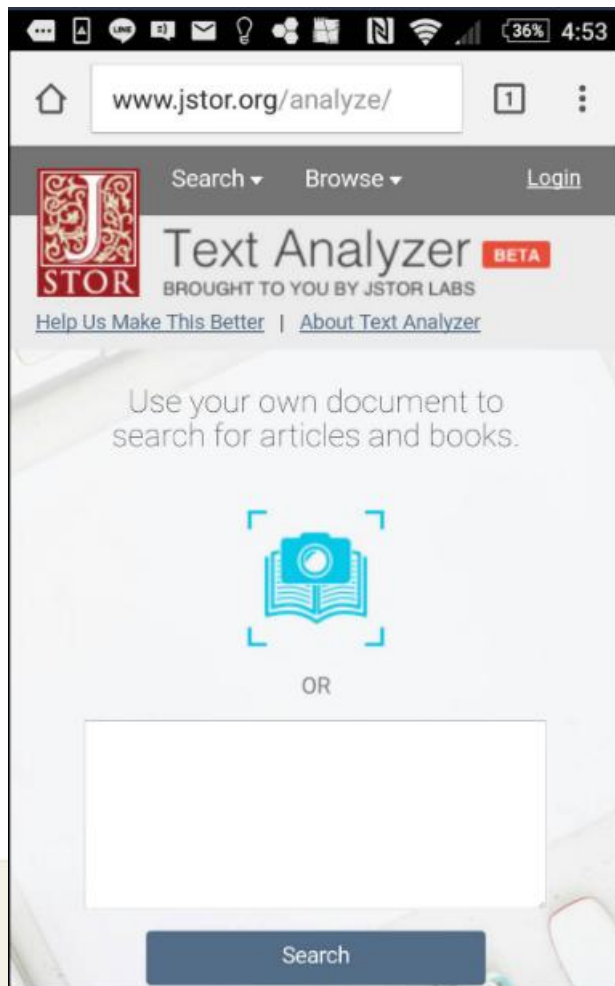 LINE
36% 4:53
www.jstor.org/analyze/ 1
Search Browse Login
J
STOR
Text Analyzer BETA
BROUGHT TO YOU BY JSTOR LABS
Help Us Make This Better | About Text Analyzer
Use your own document to
search for articles and books.
OR
Search